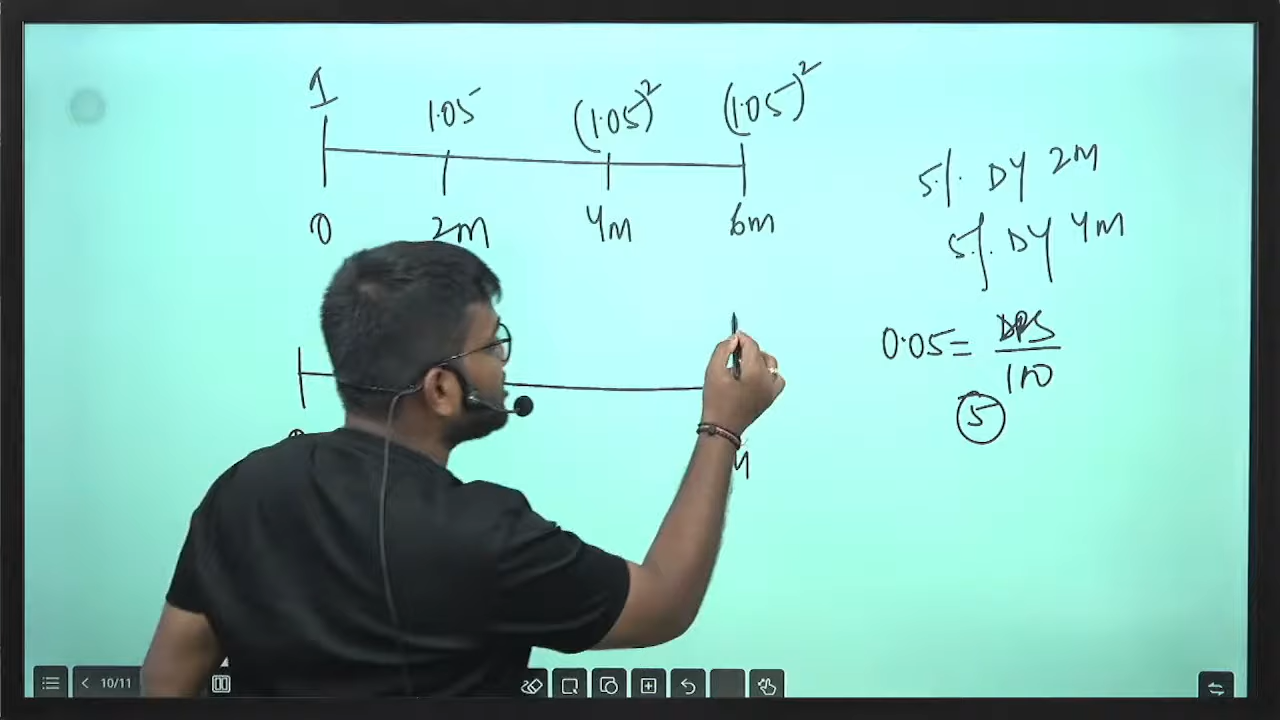 1 1.05 (1.05)² (1.05)²
0 2M 4M 6M
5% DY 2M
5% DY 4M
0.05 = DPS / 100
5
10/11